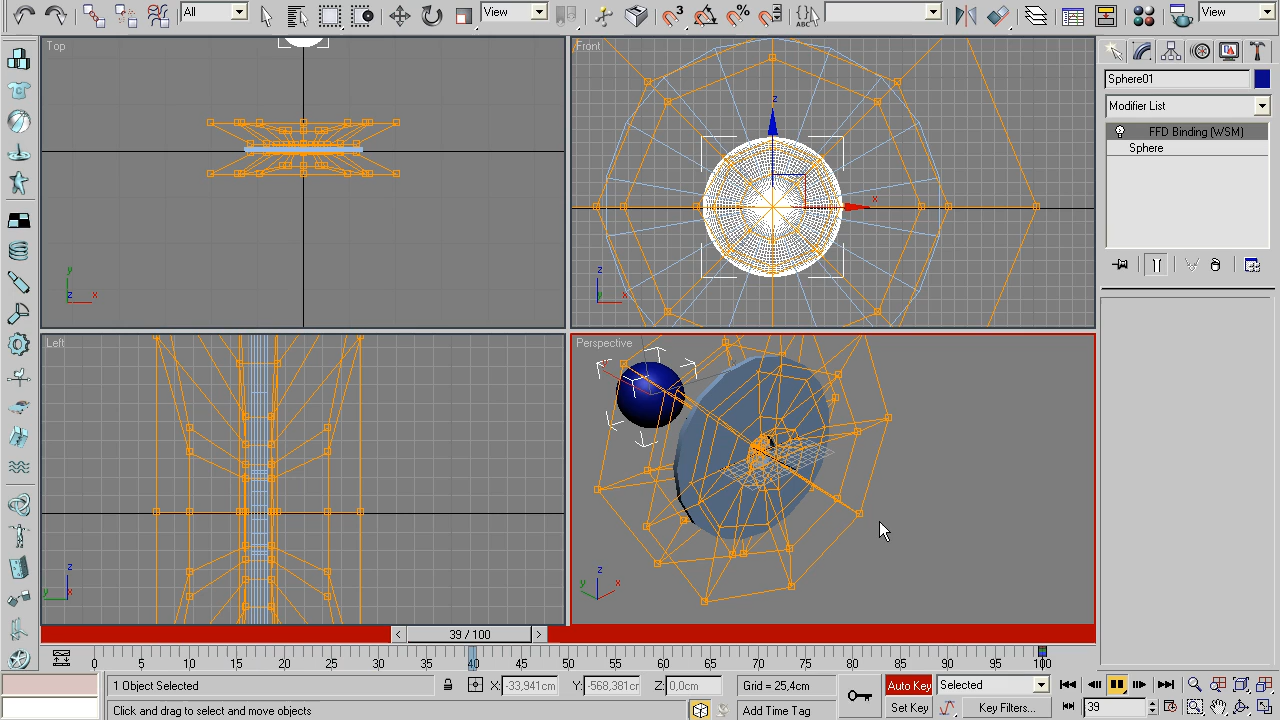 All
View
3
View
Top
Front
Left
Perspective
y
z
x
z
x
z
x
z
y
x
z
y
x
Sphere01
Modifier List
FFD Binding (WSM)
Sphere
< 39 / 100 >
0 5 10 15 20 25 30 35 40 45 50 55 60 65 70 75 80 85 90 95 100
1 Object Selected
X: -33,941cm
Y: -568,381cr
Z: 0,0cm
Grid = 25,4cm
Auto Key
Selected
Click and drag to select and move objects
Add Time Tag
Set Key
Key Filters...
39